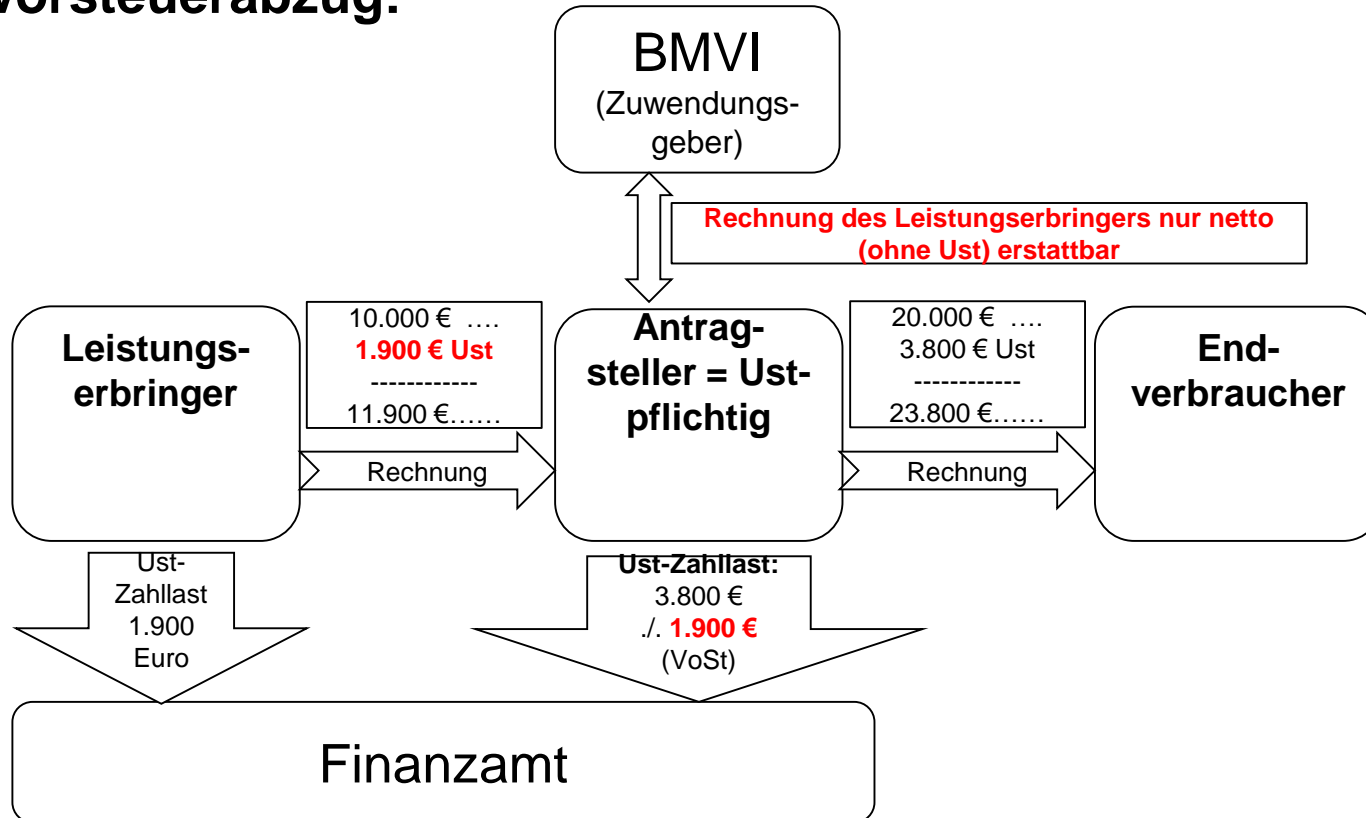 Vorsteuerabzug:
BMVI
(Zuwendungs-
geber)
Rechnung des Leistungserbringers nur netto
(ohne Ust) erstattbar
Leistungs-
erbringer
10.000 € ….
1.900 € Ust
------------
11.900 €……
Rechnung
Antrag-
steller = Ust-
pflichtig
20.000 € ….
3.800 € Ust
------------
23.800 €……
Rechnung
End-
verbraucher
Ust-
Zahllast
1.900
Euro
Ust-Zahllast:
3.800 €
./. 1.900 €
(VoSt)
Finanzamt